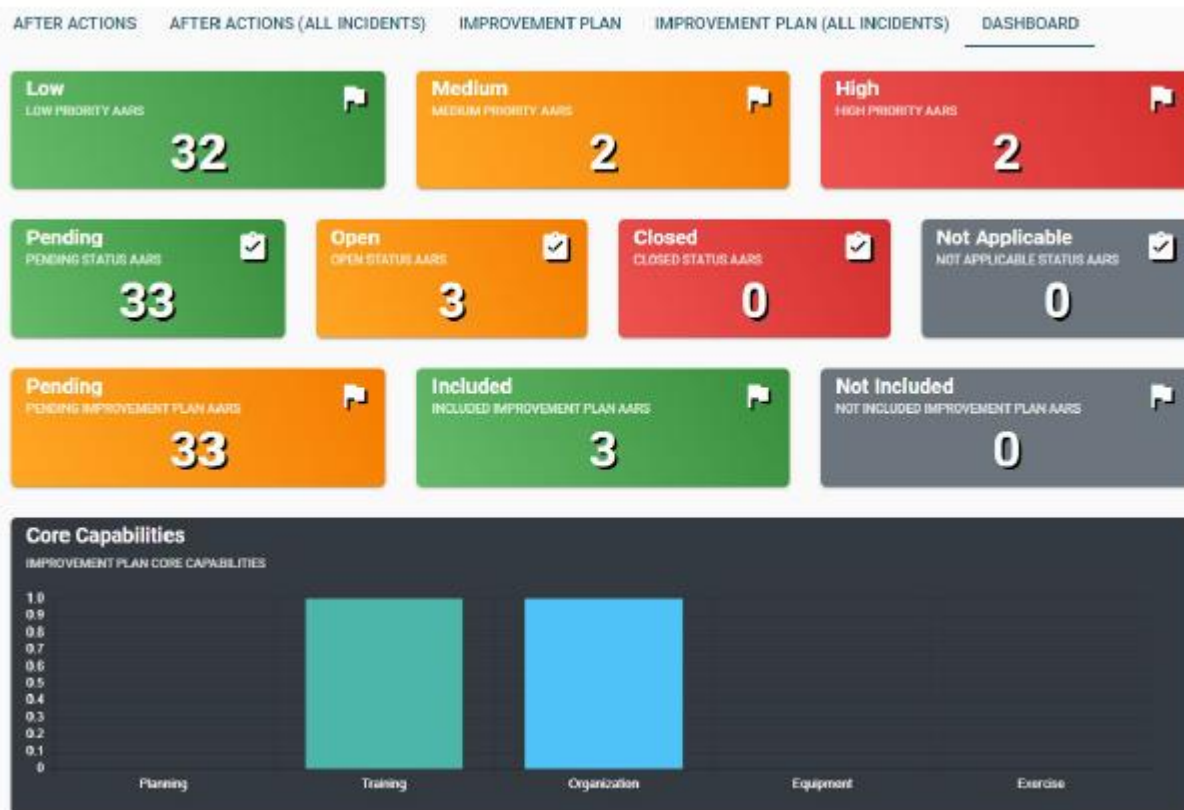 AFTER ACTIONS AFTER ACTIONS (ALL INCIDENTS) IMPROVEMENT PLAN IMPROVEMENT PLAN (ALL INCIDENTS) DASHBOARD
Low
LOW PRIORITY AARS
32
Medium
MEDIUM PRIORITY AARS
2
High
HIGH PRIORITY AARS
2
Pending
PENDING STATUS AARS
33
Open
OPEN STATUS AARS
3
Closed
CLOSED STATUS AARS
0
Not Applicable
NOT APPLICABLE STATUS AARS
0
Pending
PENDING IMPROVEMENT PLAN AARS
33
Included
INCLUDED IMPROVEMENT PLAN AARS
3
Not Included
NOT INCLUDED IMPROVEMENT PLAN AARS
0
Core Capabilities
IMPROVEMENT PLAN CORE CAPABILITIES
1.0
0.9
0.8
0.7
0.6
0.5
0.4
0.3
0.2
0.1
0
Planning Training Organization Equipment Exercise